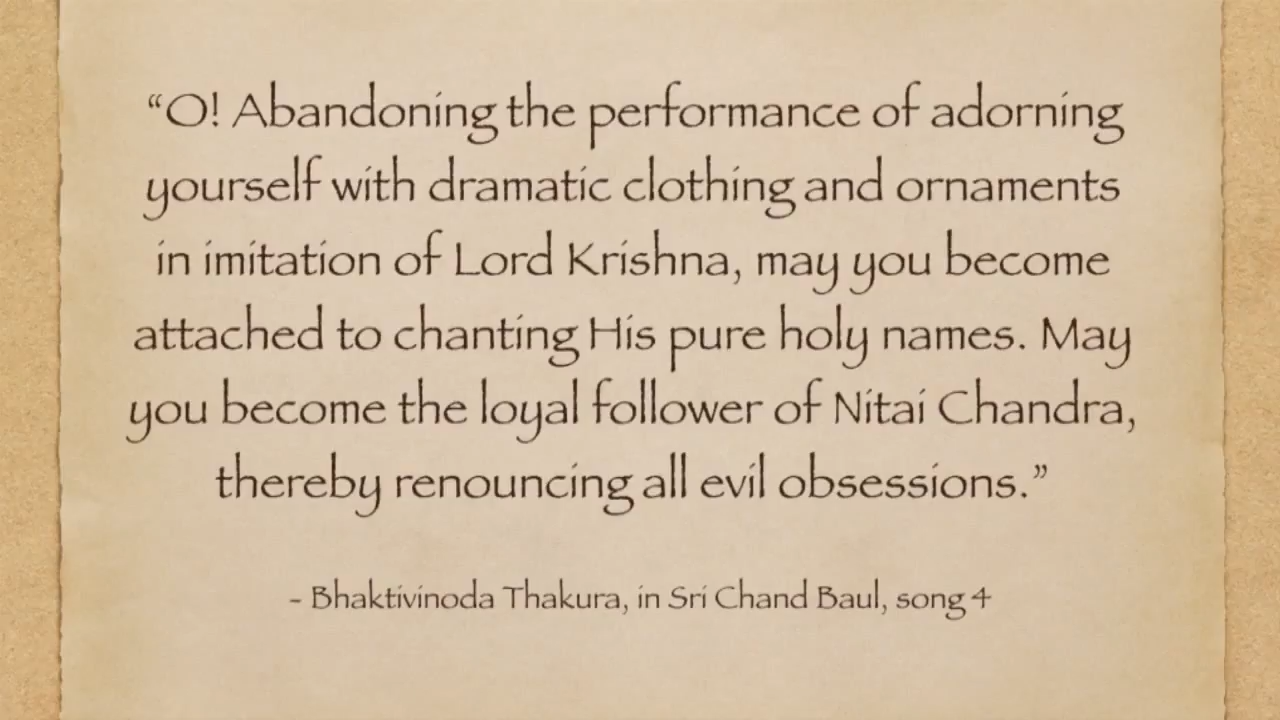 “O! Abandoning the performance of adorning
yourself with dramatic clothing and ornaments
in imitation of Lord Krishna, may you become
attached to chanting His pure holy names. May
you become the loyal follower of Nitai Chandra,
thereby renouncing all evil obsessions.”
- Bhaktivinoda Thakura, in Sri Chand Baul, song 4